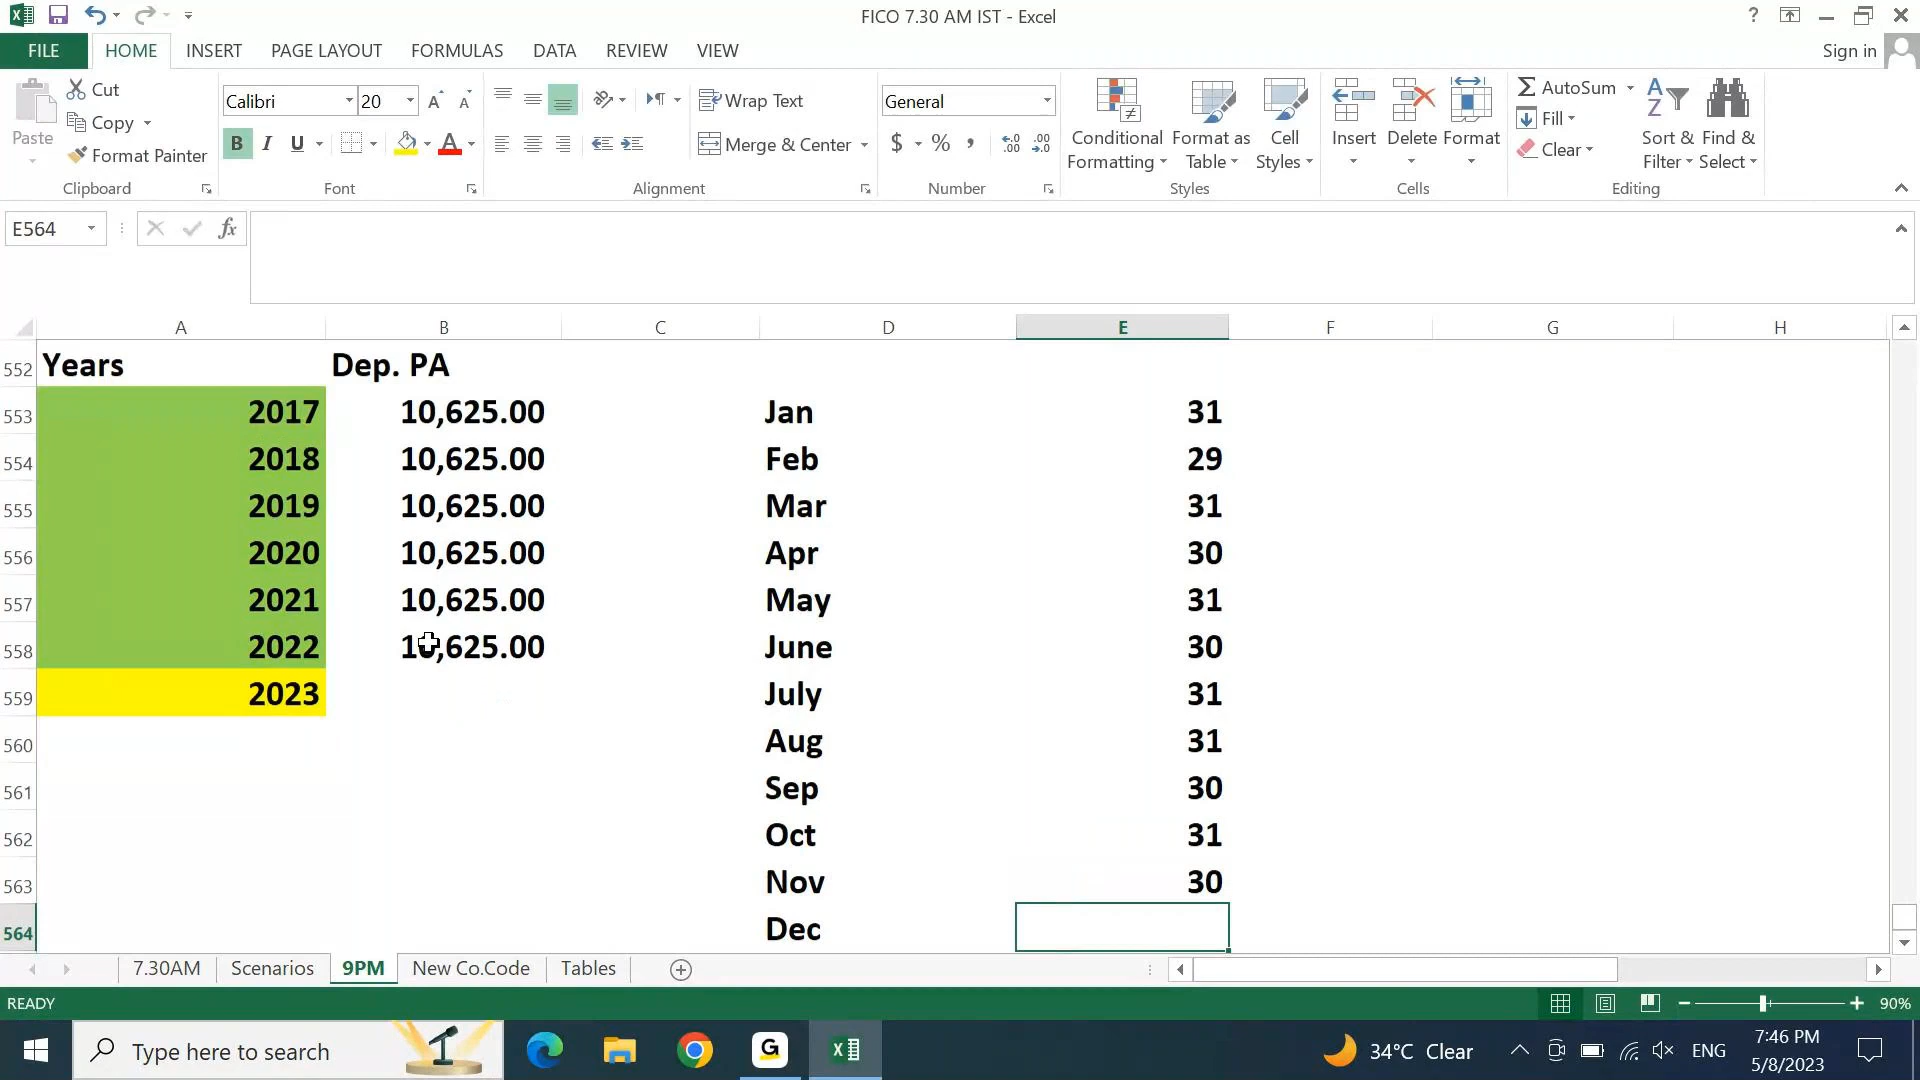 FICO 7.30 AM IST - Excel
FILE HOME INSERT PAGE LAYOUT FORMULAS DATA REVIEW VIEW Sign in
Paste Cut Copy Format Painter Clipboard
Calibri 20 B I U A Font
Wrap Text Merge & Center Alignment
General $ % , Number
Conditional Formatting Format as Table Cell Styles Styles
Insert Delete Format Cells
AutoSum Fill Clear Sort & Filter Find & Select Editing
E564 fx
A B C D E F G H
552 Years Dep. PA
553 2017 10,625.00 Jan 31
554 2018 10,625.00 Feb 29
555 2019 10,625.00 Mar 31
556 2020 10,625.00 Apr 30
557 2021 10,625.00 May 31
558 2022 10,625.00 June 30
559 2023 July 31
560 Aug 31
561 Sep 30
562 Oct 31
563 Nov 30
564 Dec
7.30AM Scenarios 9PM New Co.Code Tables
READY 90%
Type here to search 34°C Clear ENG 7:46 PM
5/8/2023